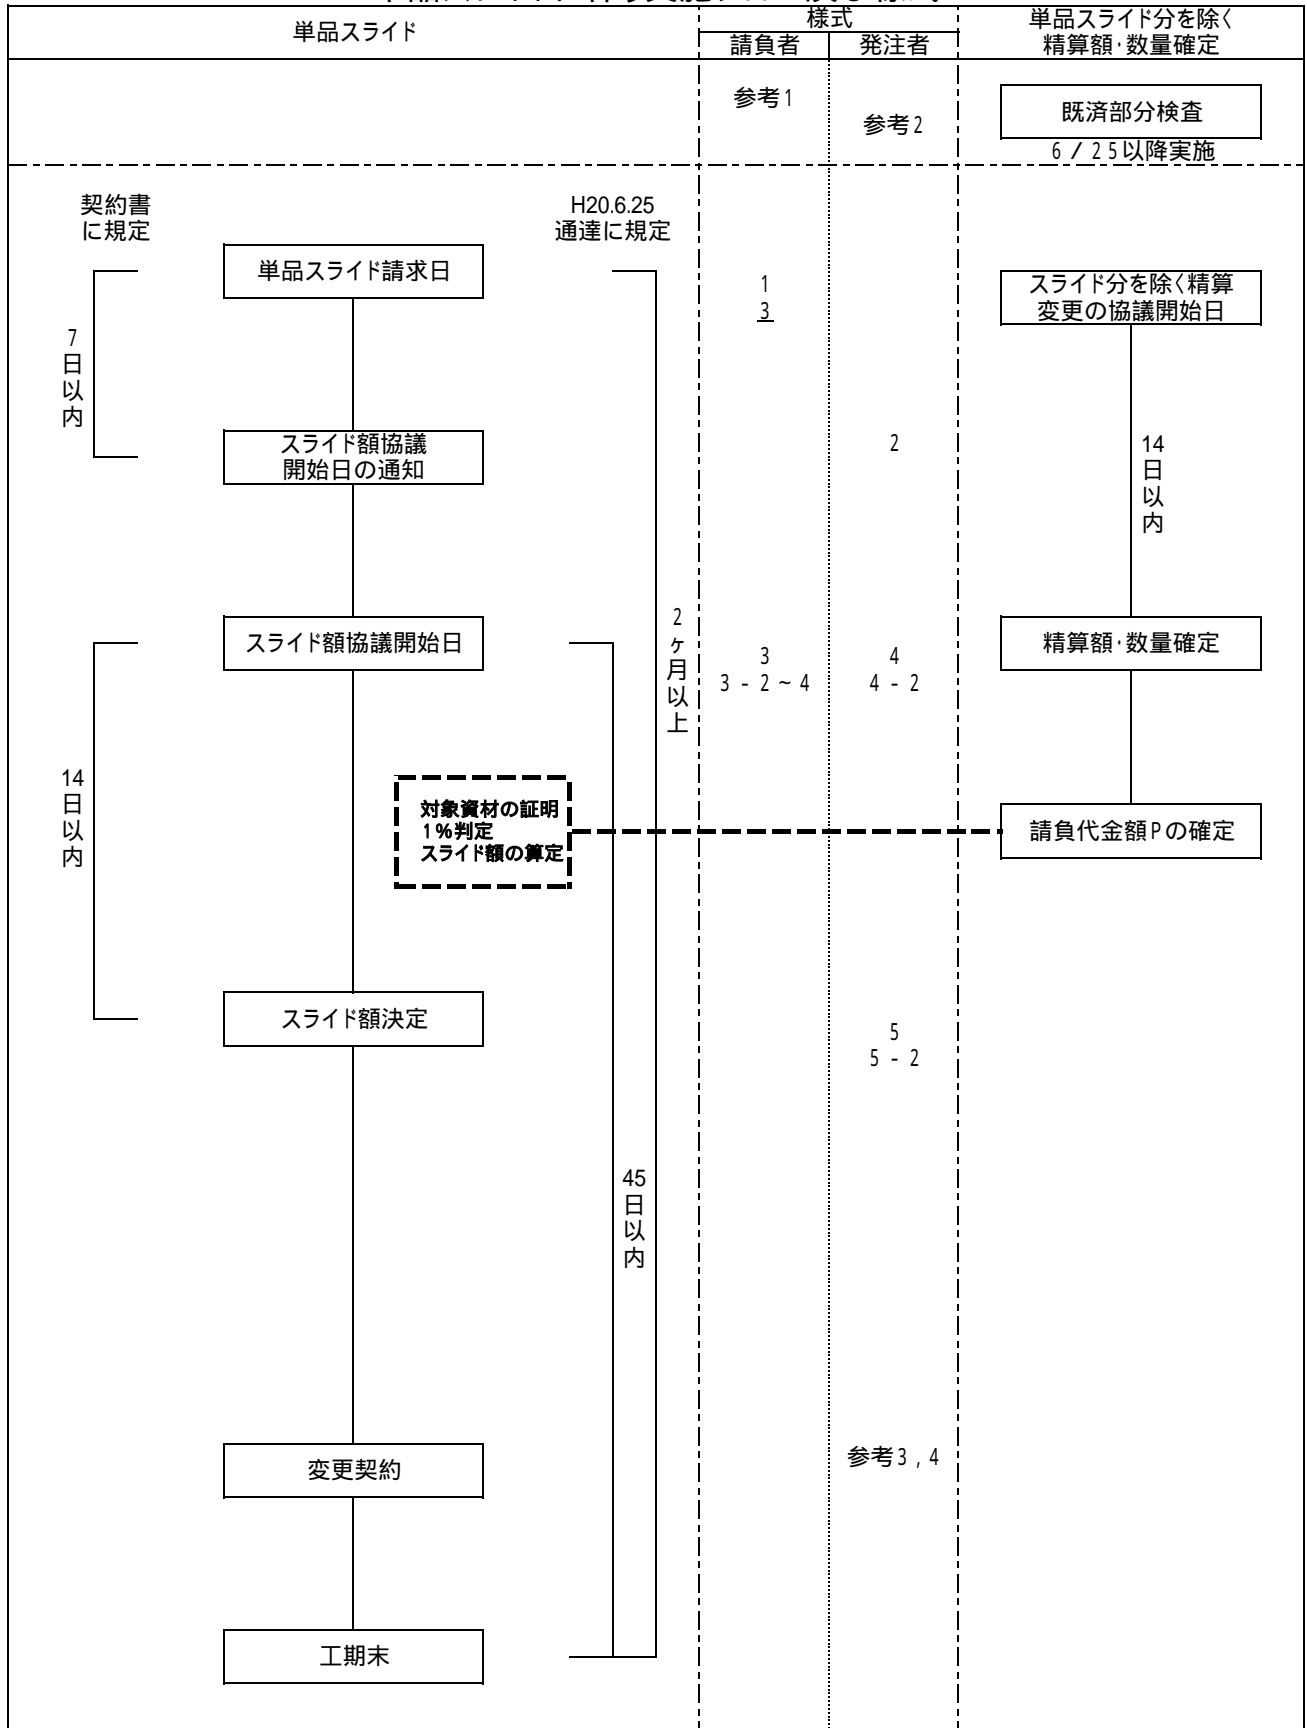 単品スライド
様式
請負者
発注者
単品スライド分を除く
精算額・数量確定
参考1
参考2
既済部分検査
6/25以降実施
契約書
に規定
H20.6.25
通達に規定
単品スライド請求日
1
3
スライド分を除く精算
変更の協議開始日
7日以内
スライド額協議
開始日の通知
2
14日以内
スライド額協議開始日
2ヶ月以上
3
3-2~4
4
4-2
精算額・数量確定
14日以内
対象資材の証明
1%判定
スライド額の算定
請負代金額Pの確定
スライド額決定
5
5-2
45日以内
変更契約
参考3,4
工期末